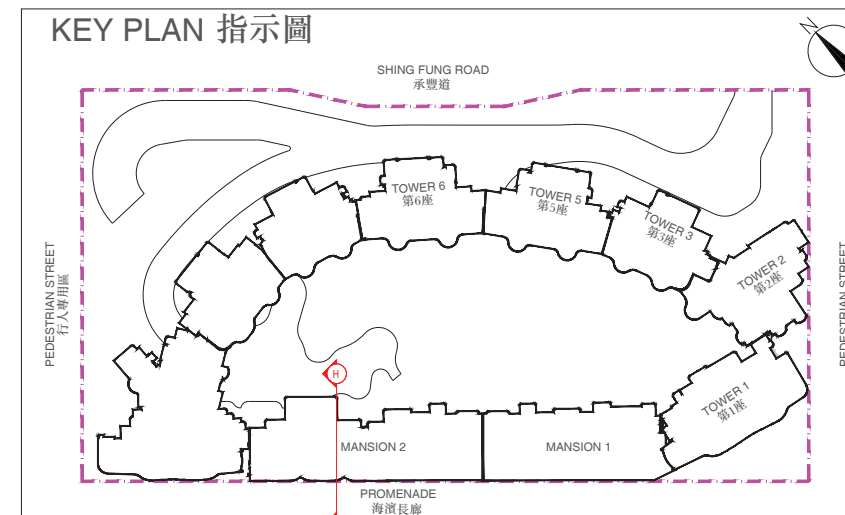 KEY PLAN 指示圖
N
SHING FUNG ROAD
承豐道
TOWER 6
第6座
TOWER 5
第5座
TOWER 3
第3座
TOWER 2
第2座
TOWER 1
第1座
PEDESTRIAN STREET
行人專用區
PEDESTRIAN STREET
H
MANSION 2
MANSION 1
PROMENADE
海濱長廊